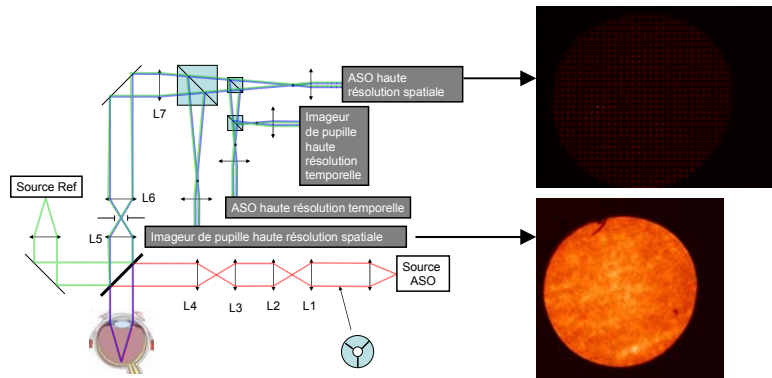 ASO haute
résolution spatiale
L7
Imageur
de pupille
haute
résolution
temporelle
Source Ref
L6
ASO haute résolution temporelle
L5
Imageur de pupille haute résolution spatiale
Source
ASO
L4
L3
L2
L1